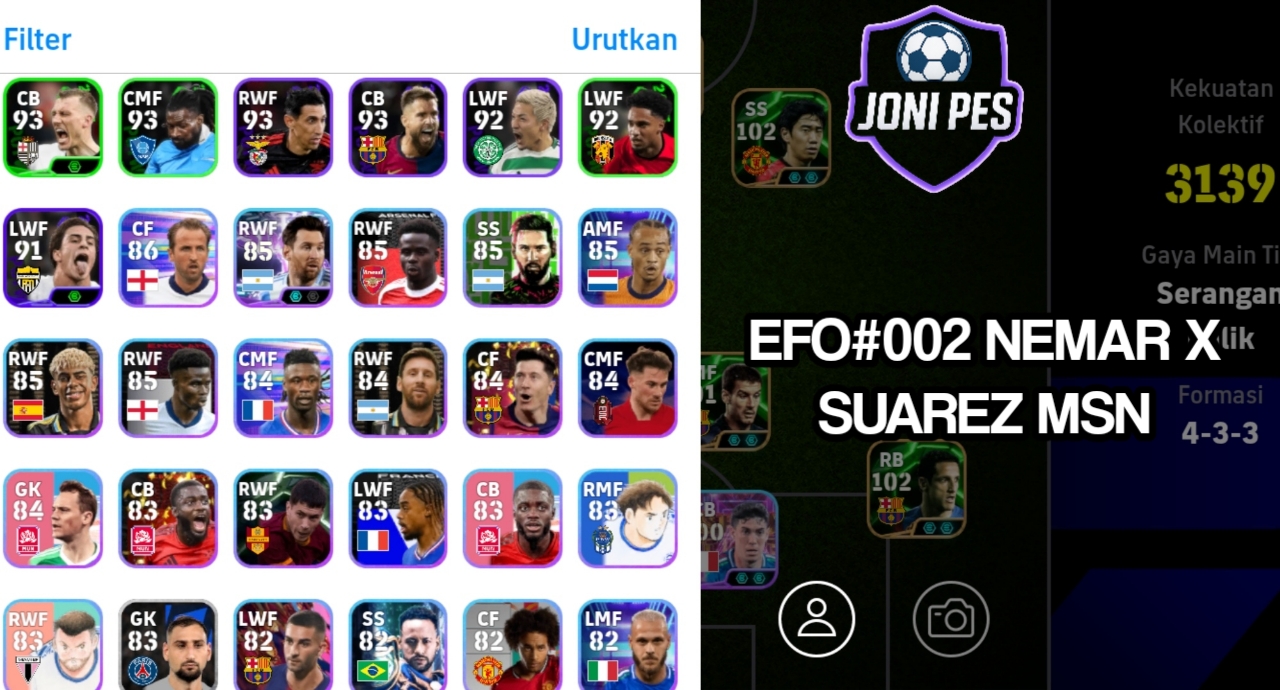 Filter
Urutkan
CB
93
CMF
93
RWF
93
CB
93
LWF
92
LWF
92
LWF
91
CF
86
RWF
85
RWF
85
ARSENAL
Arsenal
SS
85
AMF
85
RWF
85
RWF
85
CMF
84
RWF
84
CF
84
CMF
84
GK
84
CB
83
RWF
83
LWF
83
FRANCE
CB
83
RMF
83
RWF
83
GK
83
LWF
82
SS
82
CF
82
LMF
82
JONI PES
SS
102
Kekuatan
Kolektif
3139
Gaya Main Ti
Serangan
lik
EFO#002 NEMAR X
SUAREZ MSN
Formasi
4-3-3
RB
102